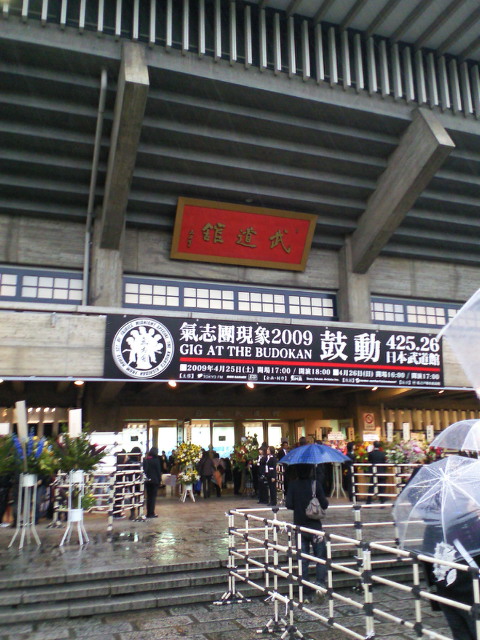 武道館
氣志團現象2009
GIG AT THE BUDOKAN
鼓動
425.26
日本武道館
■2009年4月25日(土) 開場17:00 / 開演18:00 ■4月26日(日) 開場16:00 / 開演17:00